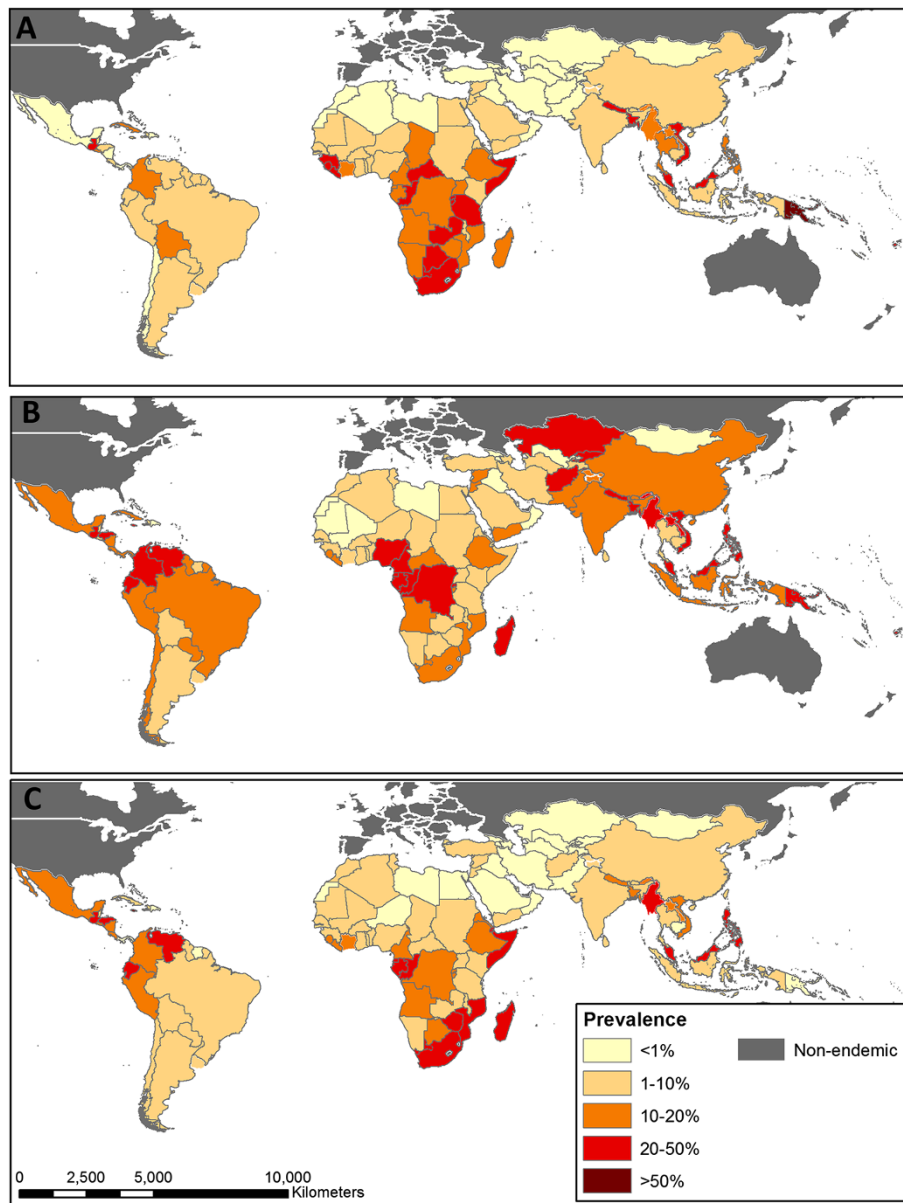 A
B
C
Prevalence
<1%
Non-endemic
1-10%
10-20%
20-50%
>50%
0 2,500 5,000 10,000
Kilometers